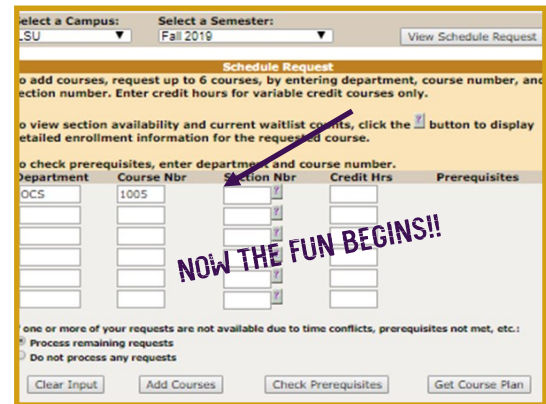 elect a Campus: Select a Semester:
LSU Fall 2019 View Schedule Request
Schedule Request
o add courses, request up to 6 courses, by entering department, course number, and
ection number. Enter credit hours for variable credit courses only.
o view section availability and current waitlist counts, click the ? button to display
etailed enrollment information for the requested course.
o check prerequisites, enter department and course number.
Department Course Nbr Section Nbr Credit Hrs Prerequisites
OCS 1005 ?
?
?
?
?
?
NOW THE FUN BEGINS!!
one or more of your requests are not available due to time conflicts, prerequisites not met, etc.:
Process remaining requests
Do not process any requests
Clear Input Add Courses Check Prerequisites Get Course Plan